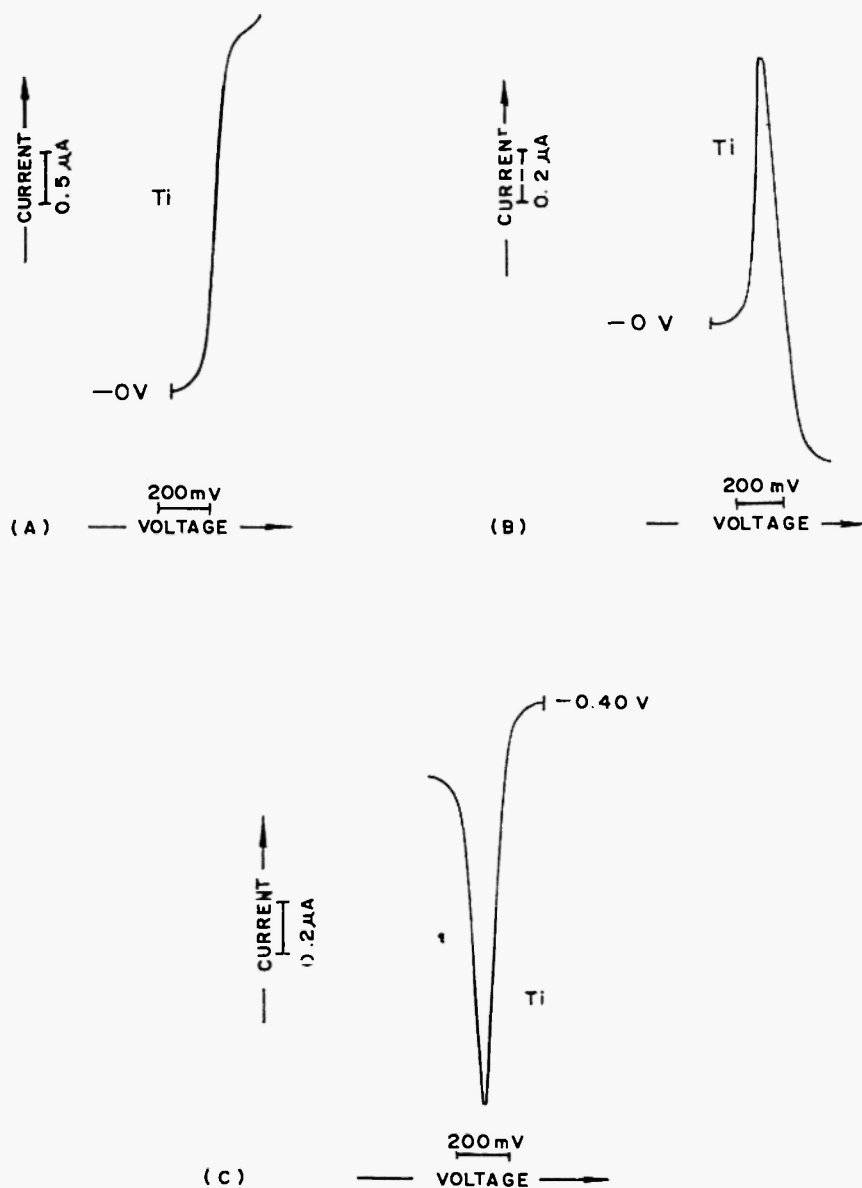 CURRENT
0.5 μA
Ti
—0V
200mV
(A) VOLTAGE
CURRENT
0.2 μA
Ti
—0 V
200 mV
(B) VOLTAGE
—0.40 V
CURRENT
0.2μA
Ti
200mV
(C) VOLTAGE